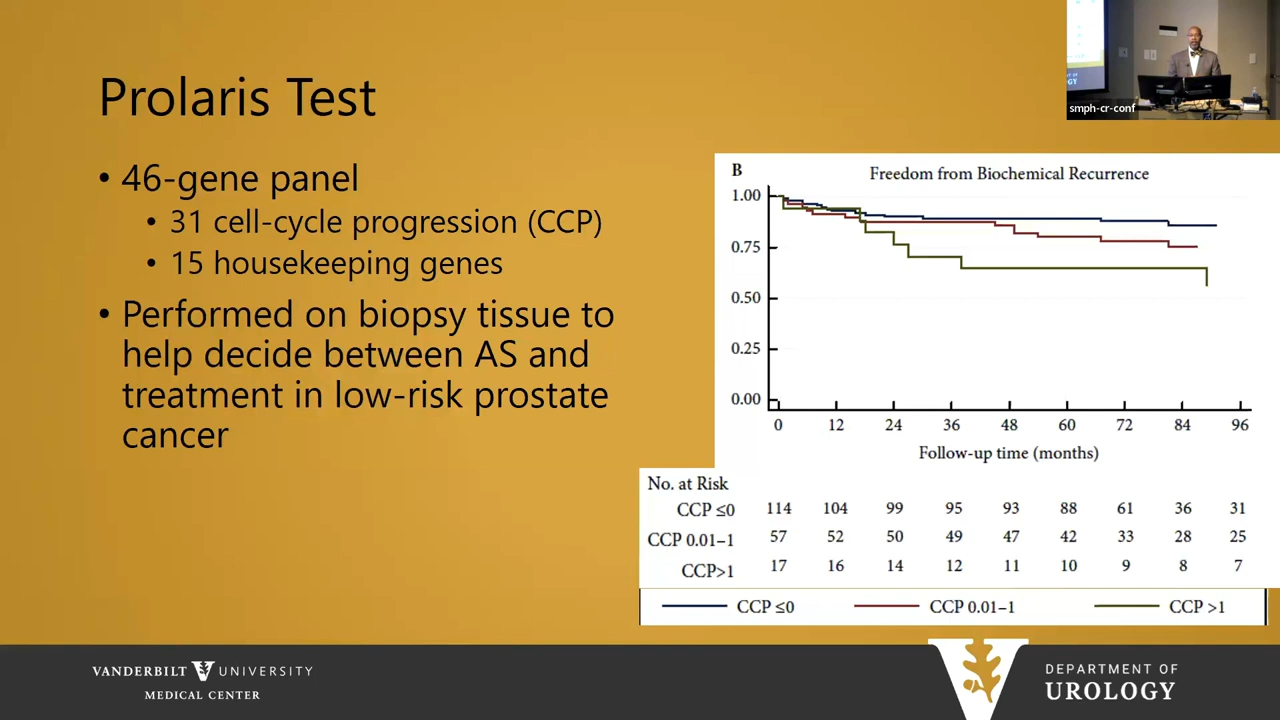 Prolaris Test
• 46-gene panel
• 31 cell-cycle progression (CCP)
• 15 housekeeping genes
• Performed on biopsy tissue to
help decide between AS and
treatment in low-risk prostate
cancer
smph-cr-conf
B Freedom from Biochemical Recurrence
1.00
0.75
0.50
0.25
0.00
0 12 24 36 48 60 72 84 96
Follow-up time (months)
No. at Risk
CCP ≤0 114 104 99 95 93 88 61 36 31
CCP 0.01–1 57 52 50 49 47 42 33 28 25
CCP>1 17 16 14 12 11 10 9 8 7
CCP ≤0 CCP 0.01–1 CCP >1
VANDERBILT UNIVERSITY
MEDICAL CENTER
DEPARTMENT OF
UROLOGY